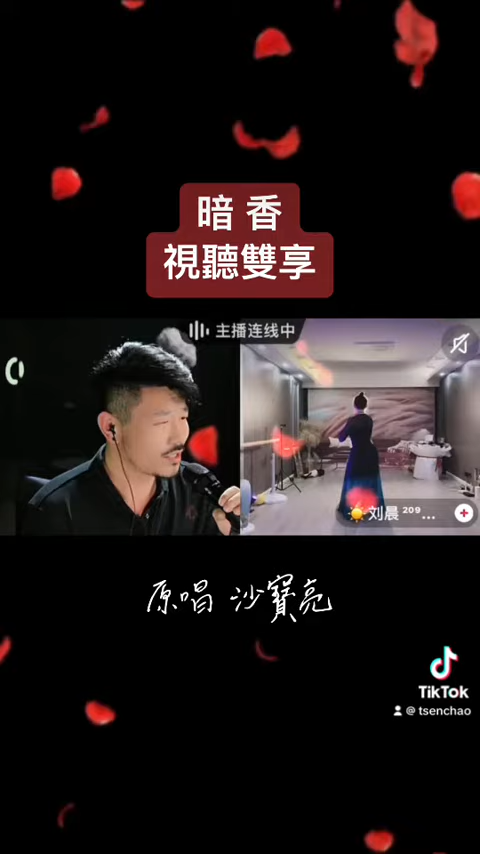 暗香
視聽雙享
主播连线中
刘晨 209...
原唱 沙寶亮
TikTok
@ tsenchao